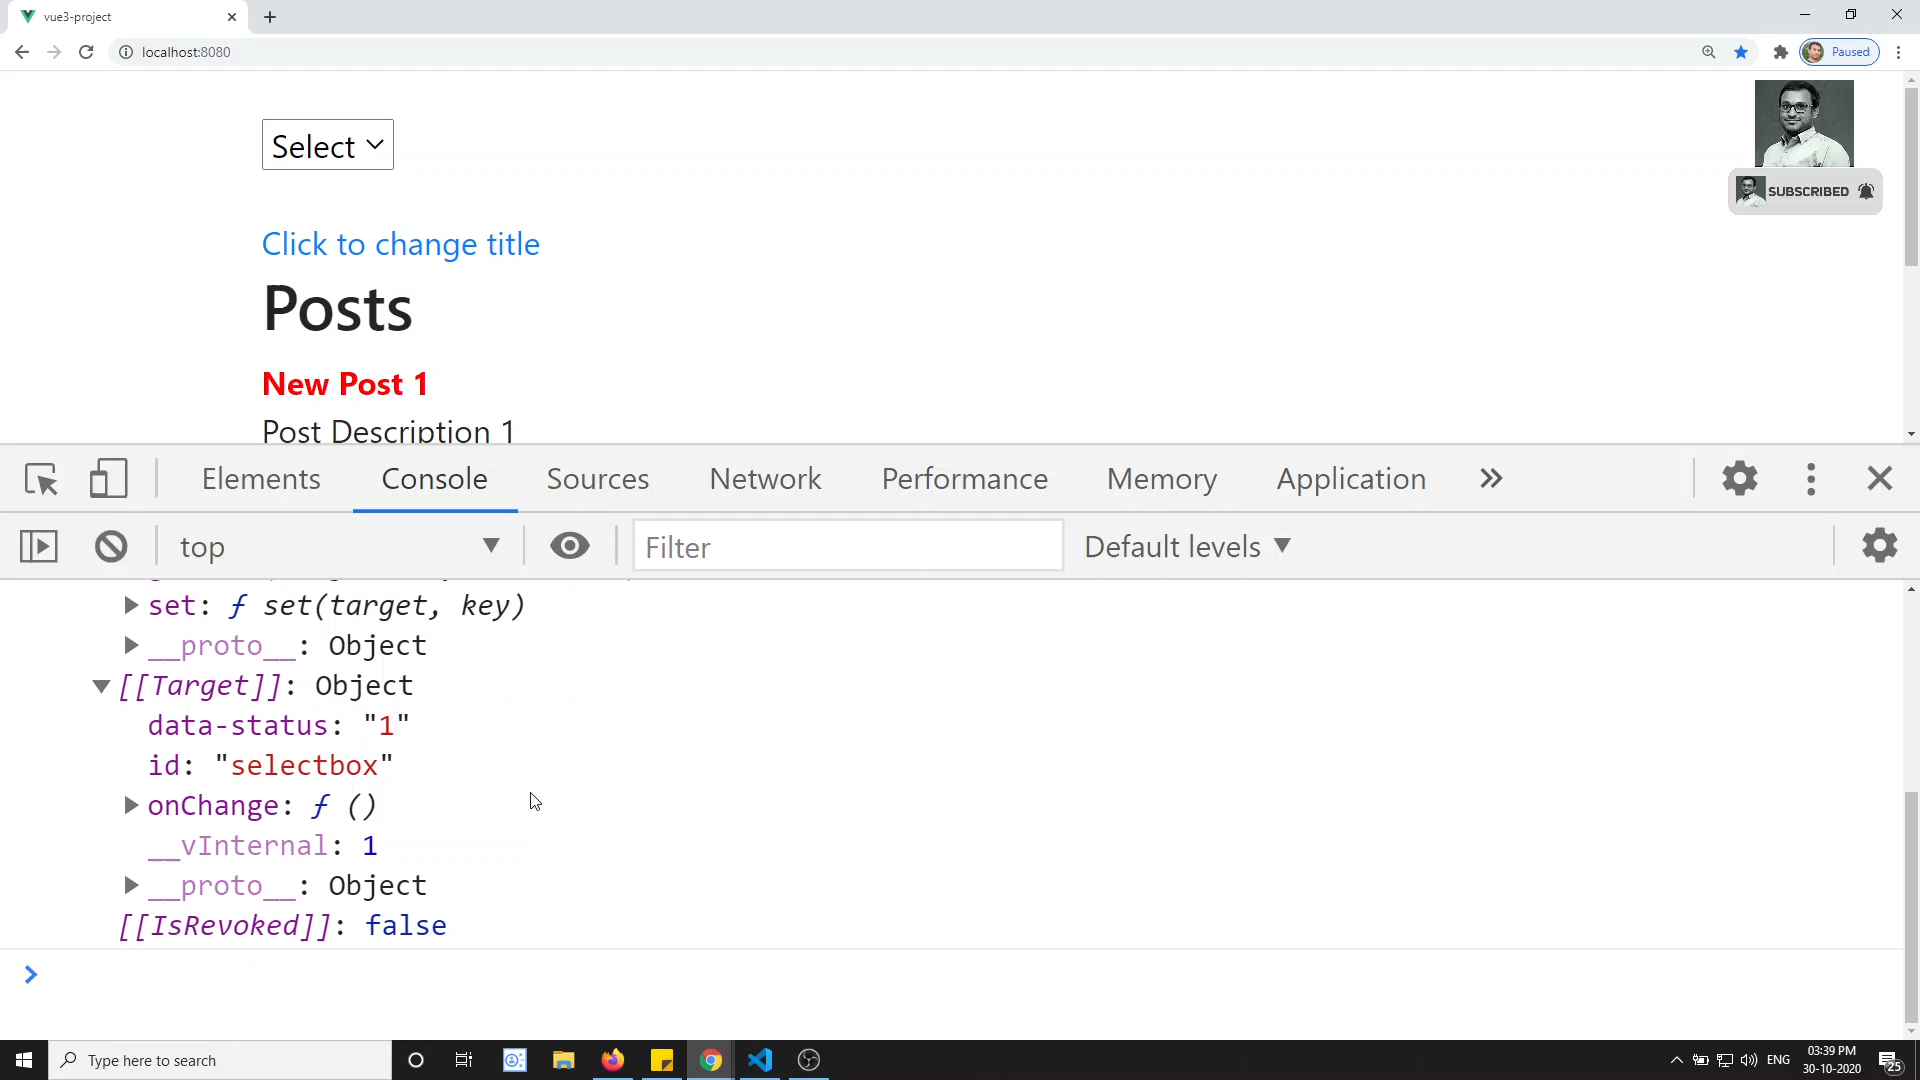 vue3-project
localhost:8080
Paused
Select
SUBSCRIBED
Click to change title
Posts
New Post 1
Post Description 1
Elements Console Sources Network Performance Memory Application
top Filter Default levels
set: ƒ set(target, key)
__proto__: Object
[[Target]]: Object
data-status: "1"
id: "selectbox"
onChange: ƒ ()
__vInternal: 1
__proto__: Object
[[IsRevoked]]: false
Type here to search
ENG
03:39 PM
30-10-2020
25